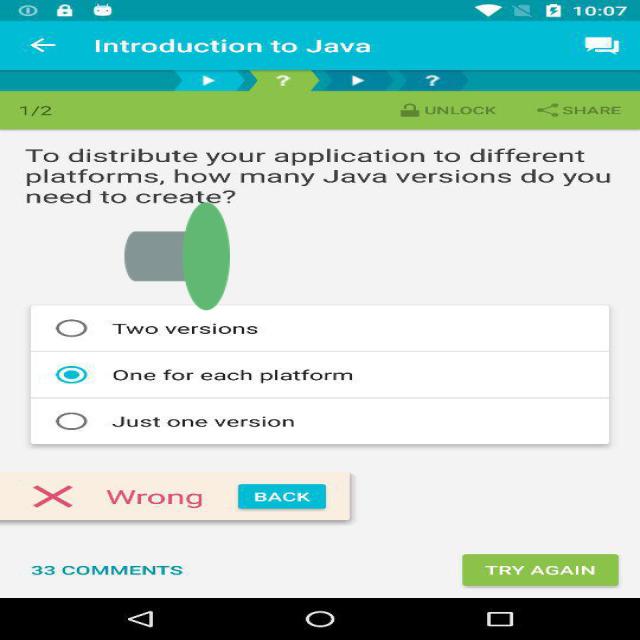 10:07
Introduction to Java
?
?
1/2
UNLOCK
SHARE
To distribute your application to different
platforms, how many Java versions do you
need to create?
Two versions
One for each platform
Just one version
Wrong
BACK
33 COMMENTS
TRY AGAIN